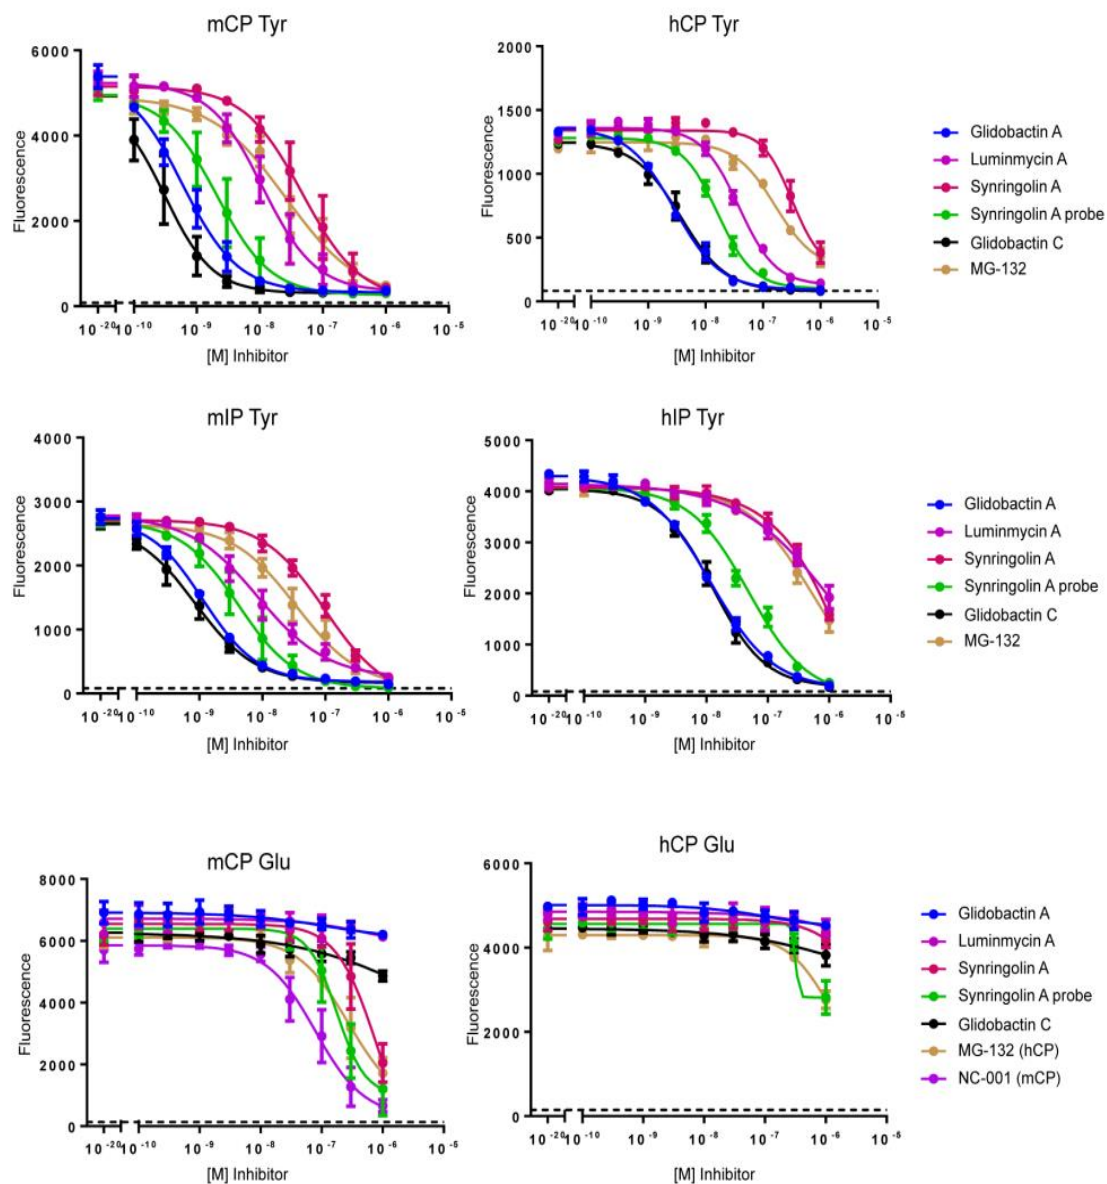 mCP Tyr
6000
4000
2000
0
Fluorescence
10-20 10-10 10-9 10-8 10-7 10-6 10-5
[M] Inhibitor
hCP Tyr
2000
1500
1000
500
0
Fluorescence
10-20 10-10 10-9 10-8 10-7 10-6 10-5
[M] Inhibitor
Glidobactin A
Luminmycin A
Synringolin A
Synringolin A probe
Glidobactin C
MG-132
mIP Tyr
4000
3000
2000
1000
0
Fluorescence
10-20 10-10 10-9 10-8 10-7 10-6 10-5
[M] Inhibitor
hIP Tyr
5000
4000
3000
2000
1000
0
Fluorescence
10-20 10-10 10-9 10-8 10-7 10-6 10-5
[M] Inhibitor
Glidobactin A
Luminmycin A
Synringolin A
Synringolin A probe
Glidobactin C
MG-132
mCP Glu
8000
6000
4000
2000
0
Fluorescence
10-20 10-10 10-9 10-8 10-7 10-6 10-5
[M] Inhibitor
hCP Glu
6000
4000
2000
0
Fluorescence
10-20 10-10 10-9 10-8 10-7 10-6 10-5
[M] Inhibitor
Glidobactin A
Luminmycin A
Synringolin A
Synringolin A probe
Glidobactin C
MG-132 (hCP)
NC-001 (mCP)